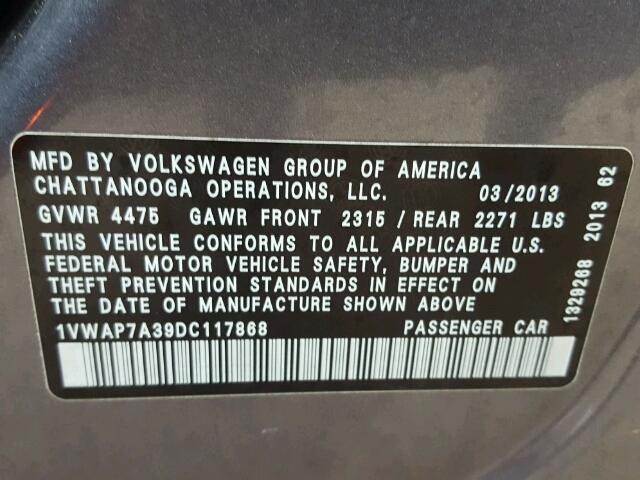 MFD BY VOLKSWAGEN GROUP OF AMERICA
CHATTANOOGA OPERATIONS, LLC. 03/2013
GVWR 4475 GAWR FRONT 2315 / REAR 2271 LBS
THIS VEHICLE CONFORMS TO ALL APPLICABLE U.S.
FEDERAL MOTOR VEHICLE SAFETY, BUMPER AND
THEFT PREVENTION STANDARDS IN EFFECT ON
THE DATE OF MANUFACTURE SHOWN ABOVE
1VWAP7A39DC117868 PASSENGER CAR
1329268 2013 62